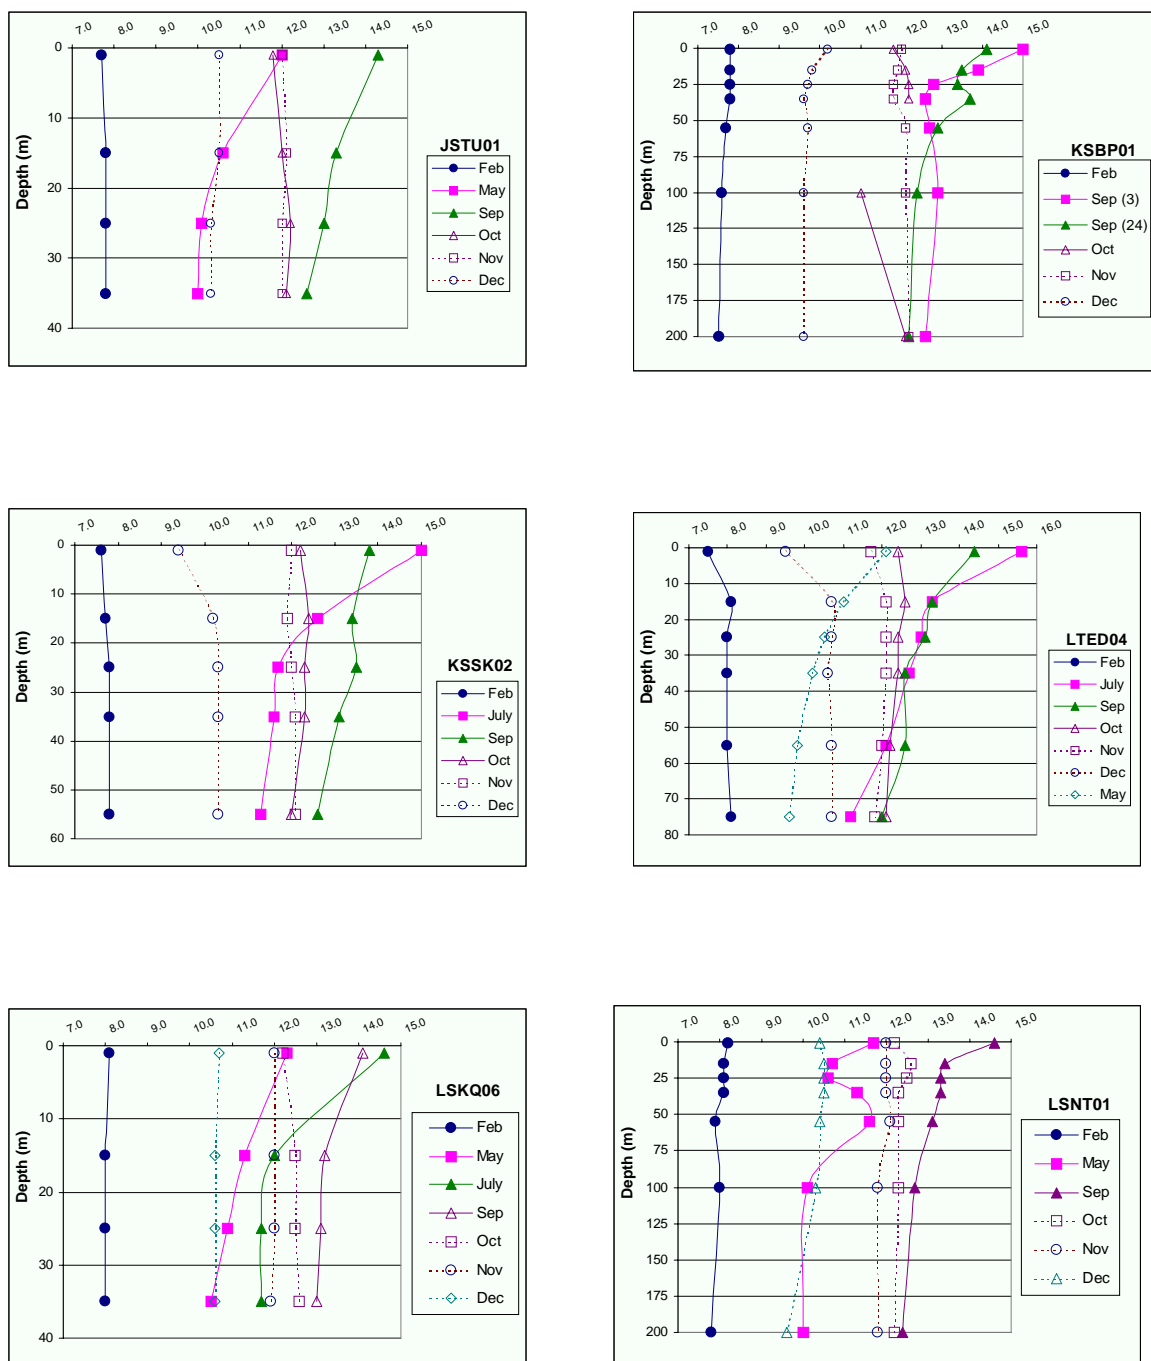 7.0 8.0 9.0 10.0 11.0 12.0 13.0 14.0 15.0
0
10
20
30
40
Depth (m)
JSTU01
Feb
May
Sep
Oct
Nov
Dec
7.0 8.0 9.0 10.0 11.0 12.0 13.0 14.0 15.0
0
25
50
75
100
125
150
175
200
Depth (m)
KSBP01
Feb
Sep (3)
Sep (24)
Oct
Nov
Dec
7.0 8.0 9.0 10.0 11.0 12.0 13.0 14.0 15.0
0
10
20
30
40
50
60
Depth (m)
KSSK02
Feb
July
Sep
Oct
Nov
Dec
7.0 8.0 9.0 10.0 11.0 12.0 13.0 14.0 15.0 16.0
0
10
20
30
40
50
60
70
80
Depth (m)
LTED04
Feb
July
Sep
Oct
Nov
Dec
May
7.0 8.0 9.0 10.0 11.0 12.0 13.0 14.0 15.0
0
10
20
30
40
Depth (m)
LSKQ06
Feb
May
July
Sep
Oct
Nov
Dec
7.0 8.0 9.0 10.0 11.0 12.0 13.0 14.0 15.0
0
25
50
75
100
125
150
175
200
Depth (m)
LSNT01
Feb
May
Sep
Oct
Nov
Dec